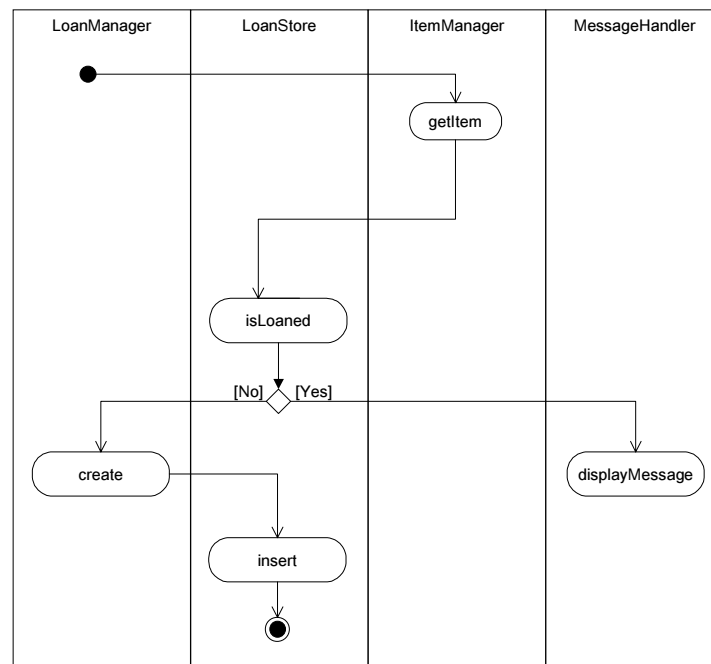 LoanManager
LoanStore
ItemManager
MessageHandler
getItem
isLoaned
[No]
[Yes]
create
displayMessage
insert